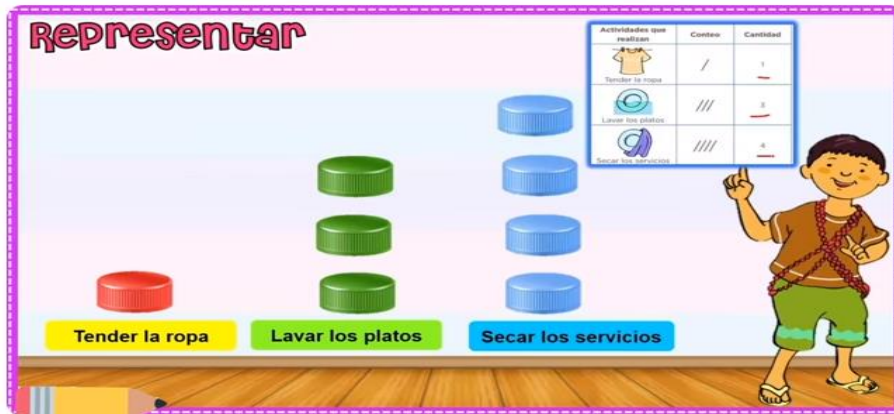 Representar
Actividades que realizan
Conteo
Cantidad
Tender la ropa
/
1
Lavar los platos
///
3
Secar los servicios
////
4
Tender la ropa
Lavar los platos
Secar los servicios